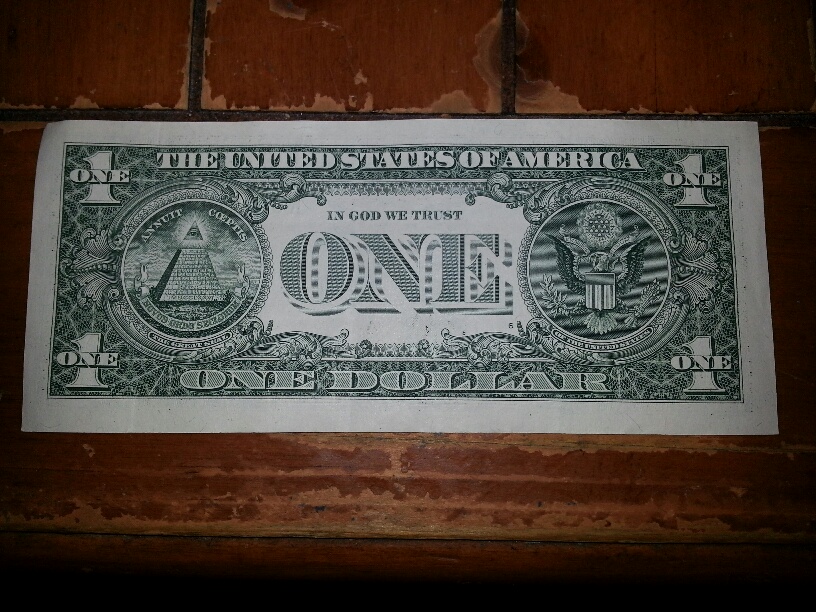 THE UNITED STATES OF AMERICA
1 ONE
1 ONE
ANNUIT CŒPTIS
IN GOD WE TRUST
ONE
1 ONE
1 ONE
ONE DOLLAR